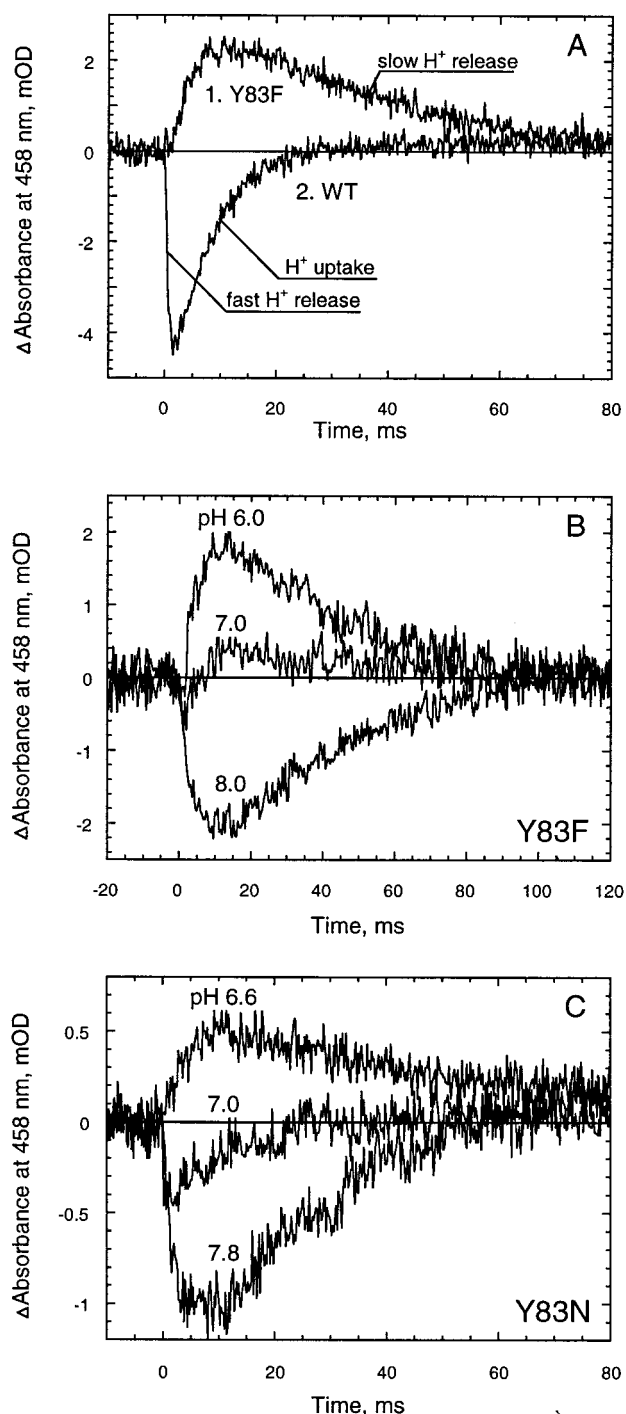 A
ΔAbsorbance at 458 nm, mOD
2
0
-2
-4
slow H⁺ release
1. Y83F
2. WT
H⁺ uptake
fast H⁺ release
0 20 40 60 80
Time, ms
B
ΔAbsorbance at 458 nm, mOD
2
1
0
-1
-2
pH 6.0
7.0
8.0
Y83F
-20 0 20 40 60 80 100 120
Time, ms
C
ΔAbsorbance at 458 nm, mOD
0.5
0
-0.5
-1
pH 6.6
7.0
7.8
Y83N
0 20 40 60 80
Time, ms